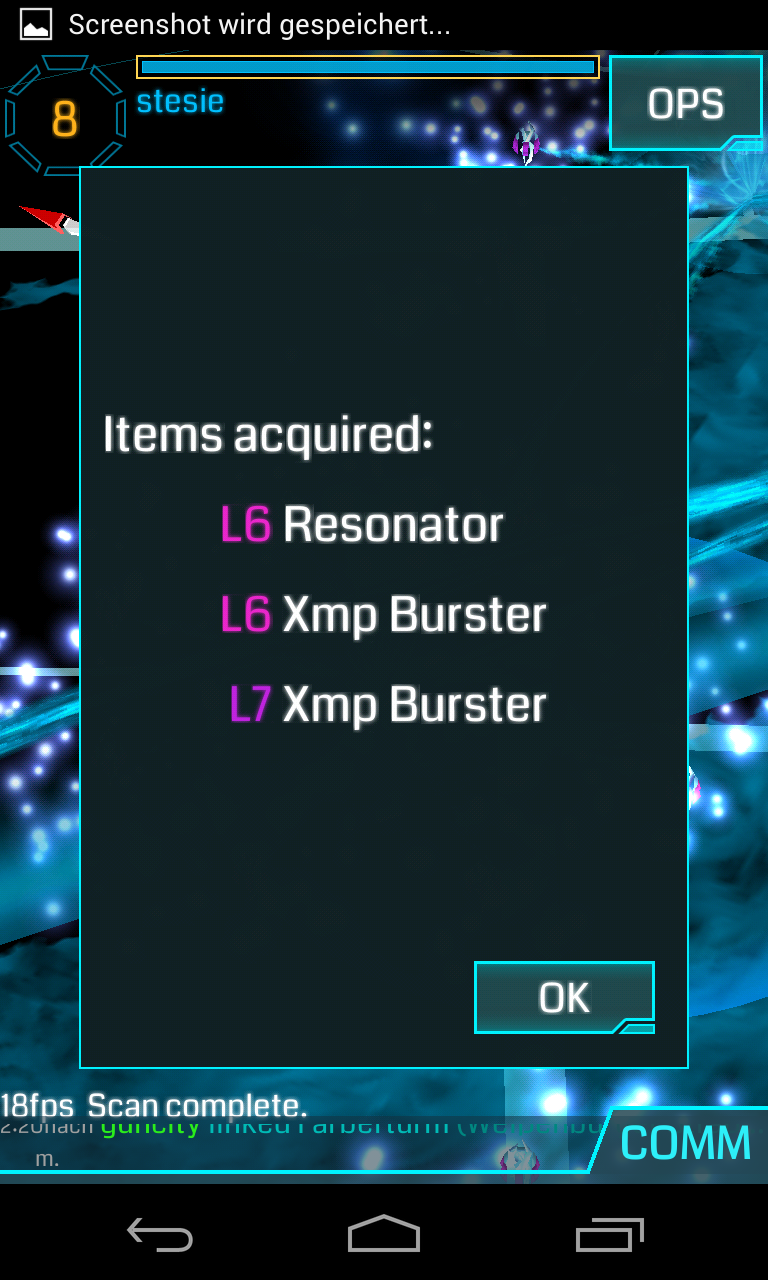 Screenshot wird gespeichert...
8
stesie
OPS
Items acquired:
L6 Resonator
L6 Xmp Burster
L7 Xmp Burster
OK
18fps Scan complete.
guncity linked
m.
COMM